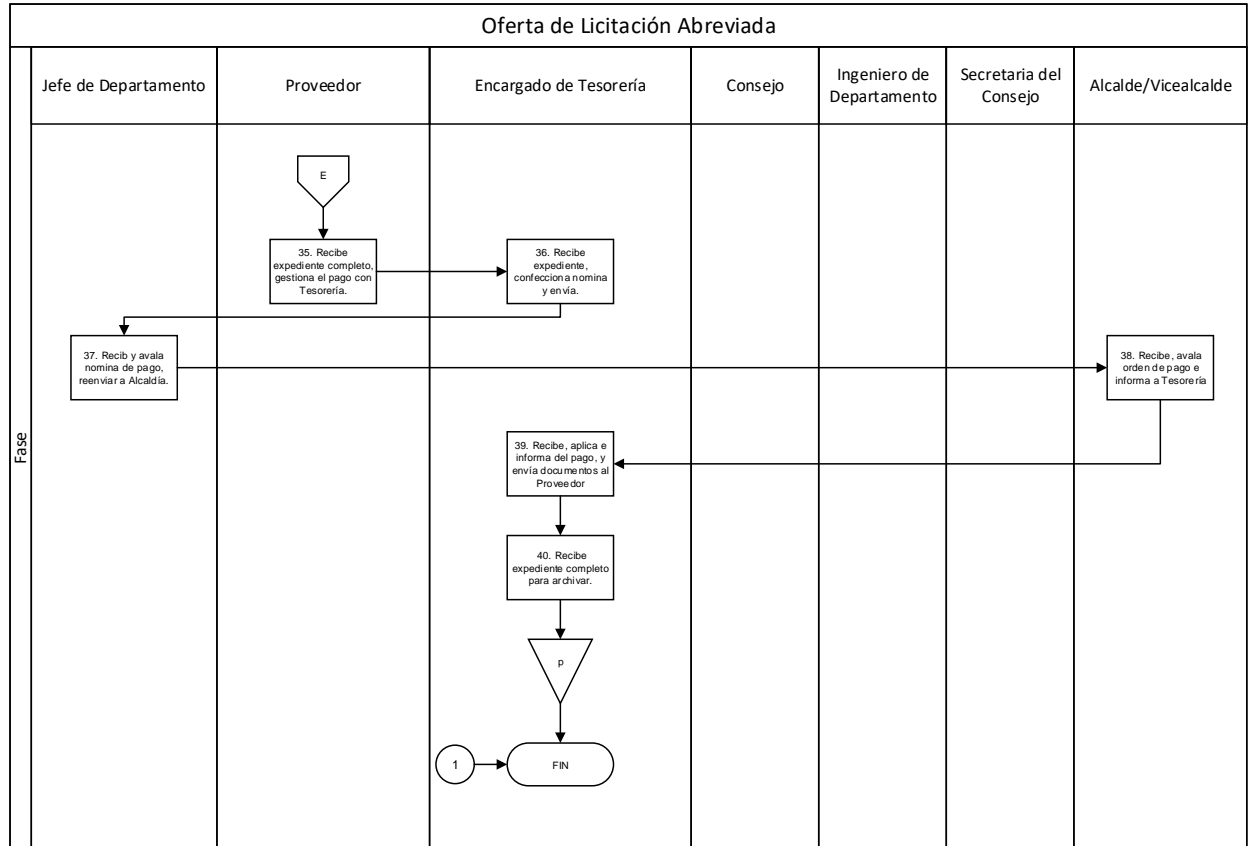 Oferta de Licitación Abreviada
Fase
Jefe de Departamento
Proveedor
Encargado de Tesorería
Consejo
Ingeniero de
Departamento
Secretaria del
Consejo
Alcalde/Vicealcalde
E
35. Recibe
expediente completo,
gestiona el pago con
Tesorería.
36. Recibe
expediente,
confecciona nomina
y envía.
37. Recib y avala
nomina de pago,
reenviar a Alcaldía.
38. Recibe, avala
orden de pago e
informa a Tesorería
39. Recibe, aplica e
informa del pago, y
envía documentos al
Proveedor
40. Recibe
expediente completo
para archivar.
P
1
FIN